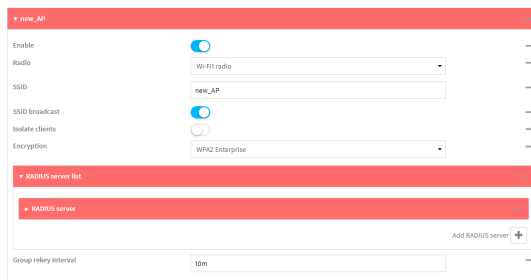 new_AP
Enable
Radio
Wi-Fi1 radio
SSID
new_AP
SSID broadcast
Isolate clients
Encryption
WPA2 Enterprise
RADIUS server list
RADIUS server
Add RADIUS server
Group rekey interval
10m